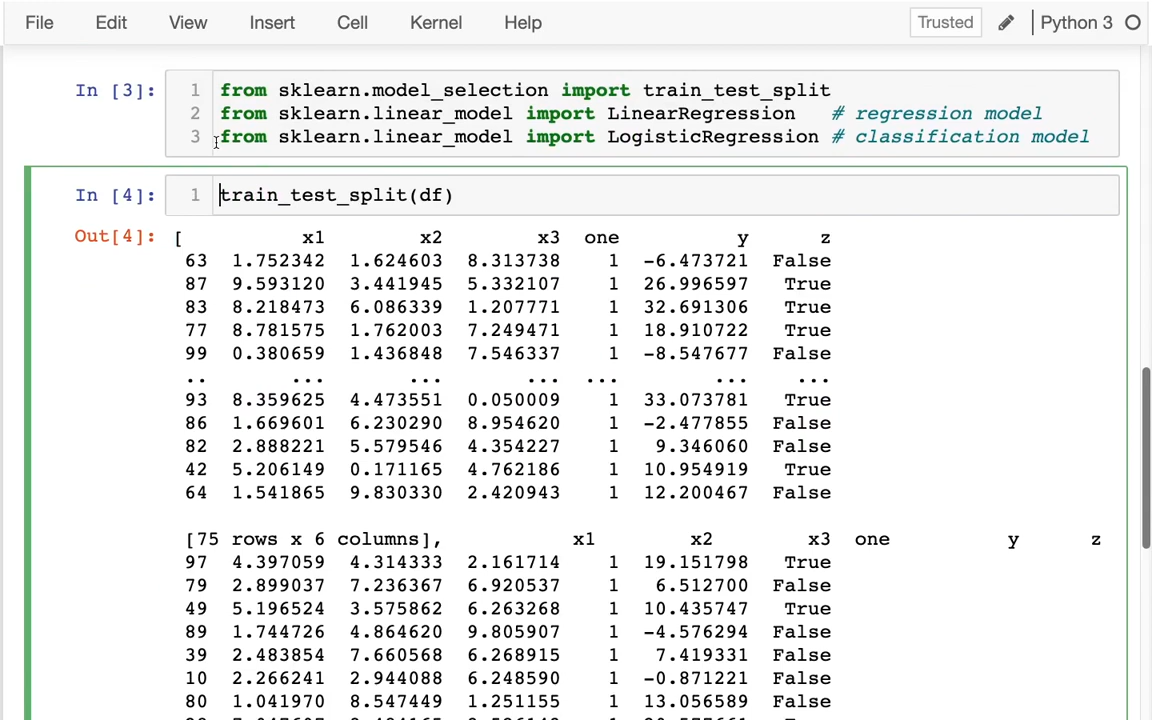 File Edit View Insert Cell Kernel Help Trusted Python 3
In [3]: 1 from sklearn.model_selection import train_test_split
2 from sklearn.linear_model import LinearRegression # regression model
3 from sklearn.linear_model import LogisticRegression # classification model
In [4]: 1 train_test_split(df)
Out[4]: [ x1 x2 x3 one y z
63 1.752342 1.624603 8.313738 1 -6.473721 False
87 9.593120 3.441945 5.332107 1 26.996597 True
83 8.218473 6.086339 1.207771 1 32.691306 True
77 8.781575 1.762003 7.249471 1 18.910722 True
99 0.380659 1.436848 7.546337 1 -8.547677 False
.. ... ... ... ... ... ...
93 8.359625 4.473551 0.050009 1 33.073781 True
86 1.669601 6.230290 8.954620 1 -2.477855 False
82 2.888221 5.579546 4.354227 1 9.346060 False
42 5.206149 0.171165 4.762186 1 10.954919 True
64 1.541865 9.830330 2.420943 1 12.200467 False
[75 rows x 6 columns], x1 x2 x3 one y z
97 4.397059 4.314333 2.161714 1 19.151798 True
79 2.899037 7.236367 6.920537 1 6.512700 False
49 5.196524 3.575862 6.263268 1 10.435747 True
89 1.744726 4.864620 9.805907 1 -4.576294 False
39 2.483854 7.660568 6.268915 1 7.419331 False
10 2.266241 2.944088 6.248590 1 -0.871221 False
80 1.041970 8.547449 1.251155 1 13.056589 False